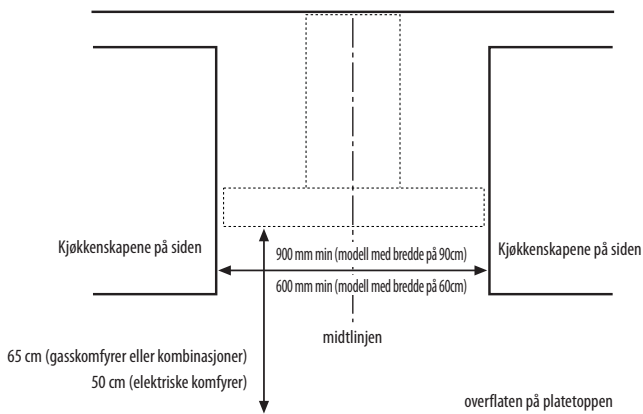 Kjøkkenskapene på siden
900 mm min (modell med bredde på 90cm)
Kjøkkenskapene på siden
600 mm min (modell med bredde på 60cm)
midtlinjen
65 cm (gasskomfyrer eller kombinasjoner)
50 cm (elektriske komfyrer)
overflaten på platetoppen